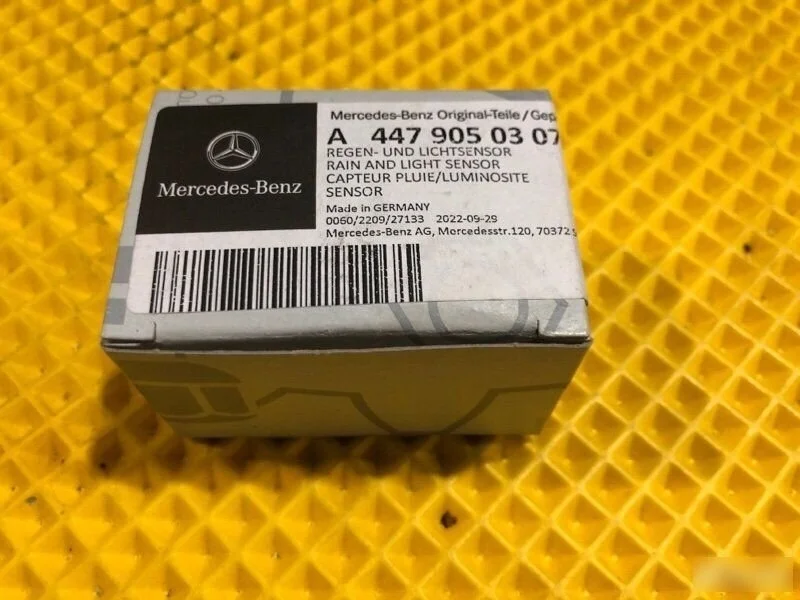 Mercedes-Benz
Mercedes-Benz Original-Teile/Gep
A 447 905 03 07
REGEN- UND LICHTSENSOR
RAIN AND LIGHT SENSOR
CAPTEUR PLUIE/LUMINOSITE
SENSOR
Made in GERMANY
0060/2209/27133 2022-09-29
Mercedes-Benz AG, Mercedesstr.120, 70372